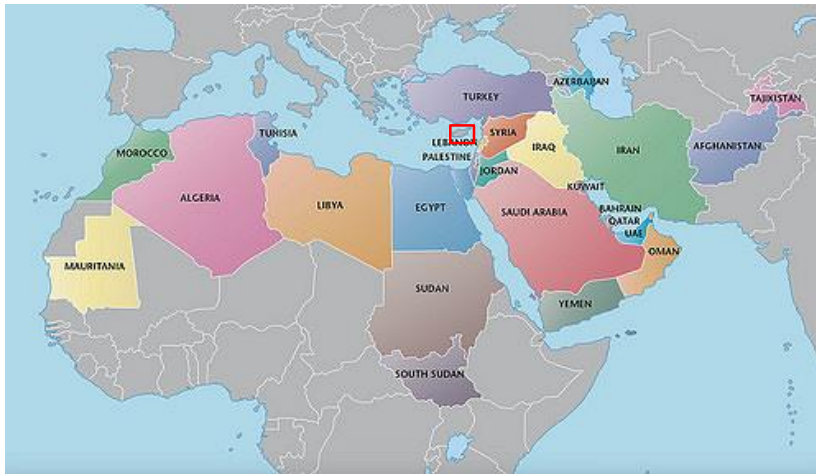 AZERBAIJAN
TURKEY
TAJIKISTAN
TUNISIA
SYRIA
LEBANON
MOROCCO
IRAQ
IRAN
AFGHANISTAN
PALESTINE
JORDAN
KUWAIT
ALGERIA
LIBYA
EGYPT
SAUDI ARABIA
BAHRAIN
QATAR
UAE
OMAN
MAURITANIA
SUDAN
YEMEN
SOUTH SUDAN